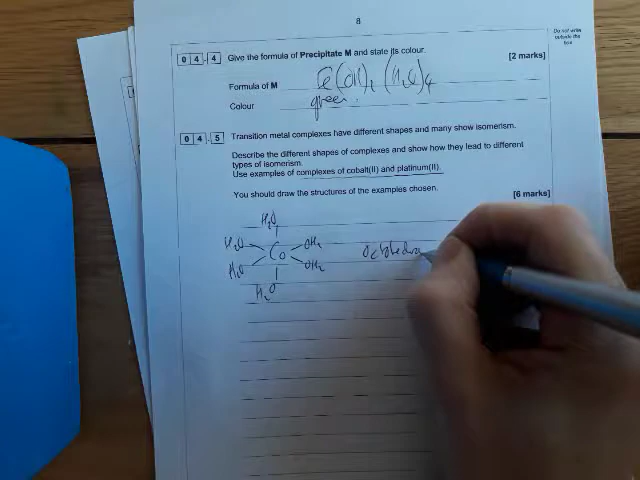 8
Do not write
outside the
box
0 4 . 4 Give the formula of Precipitate M and state its colour.
[2 marks]
Formula of M Fe(OH)2 (H2O)4
Colour green.
0 4 . 5 Transition metal complexes have different shapes and many show isomerism.
Describe the different shapes of complexes and show how they lead to different
types of isomerism.
Use examples of complexes of cobalt(II) and platinum(II).
You should draw the structures of the examples chosen.
[6 marks]
H2O
H2O OH2
Co Octahedra
H2O OH2
H2O